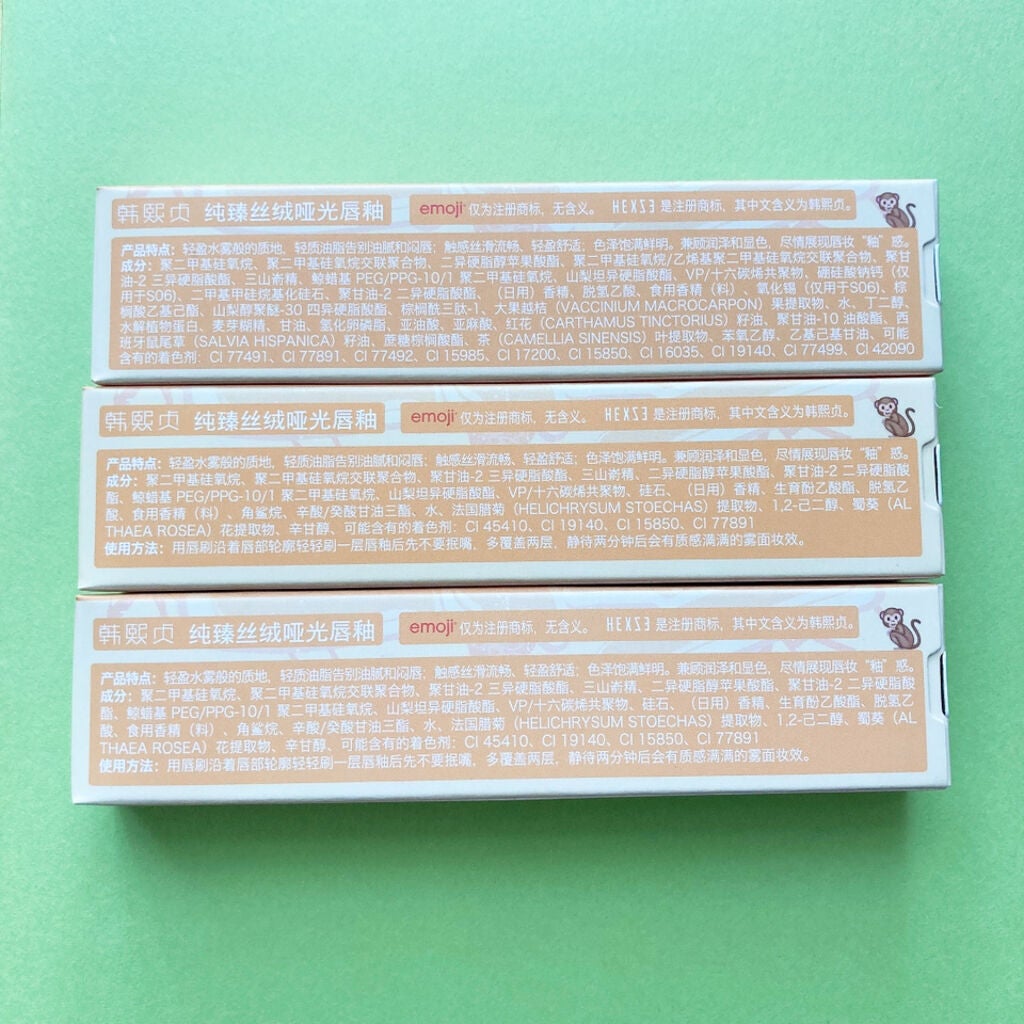 韩熙贞 纯臻丝绒哑光唇釉 emoji 仅为注册商标，无含义。 HEXZE 是注册商标，其中文含义为韩熙贞。
产品特点：轻盈水雾般的质地，轻质油脂告别油腻和闷唇；触感丝滑流畅、轻盈舒适；色泽饱满鲜明。兼顾润泽和显色，尽情展现唇妆“釉”惑。
成分：聚二甲基硅氧烷、聚二甲基硅氧烷交联聚合物、二异硬脂醇苹果酸酯、聚二甲基硅氧烷/乙烯基聚二甲基硅氧烷交联聚合物、聚甘
油-2 三异硬脂酸酯、三山嵛精、鲸蜡基 PEG/PPG-10/1 聚二甲基硅氧烷、山梨坦异硬脂酸酯、VP/十六碳烯共聚物、硼硅酸钠钙（仅
用于S06）、二甲基甲硅烷基化硅石、聚甘油-2 二异硬脂酸酯、（日用）香精、脱氢乙酸、食用香精（料）、氧化锡（仅用于S06）、棕
榈酸乙基己酯、山梨醇聚醚-30 四异硬脂酸酯、棕榈酰三肽-1、大果越桔（VACCINIUM MACROCARPON）果提取物、水、丁二醇、
水解植物蛋白、麦芽糊精、甘油、氢化卵磷脂、亚油酸、亚麻酸、红花（CARTHAMUS TINCTORIUS）籽油、聚甘油-10 油酸酯、西
班牙鼠尾草（SALVIA HISPANICA）籽油、蔗糖棕榈酸酯、茶（CAMELLIA SINENSIS）叶提取物、苯氧乙醇、乙基己基甘油、可能
含有的着色剂：CI 77491、CI 77891、CI 77492、CI 15985、CI 17200、CI 15850、CI 16035、CI 19140、CI 77499、CI 42090
韩熙贞 纯臻丝绒哑光唇釉 emoji 仅为注册商标，无含义。 HEXZE 是注册商标，其中文含义为韩熙贞。
产品特点：轻盈水雾般的质地，轻质油脂告别油腻和闷唇；触感丝滑流畅、轻盈舒适；色泽饱满鲜明。兼顾润泽和显色，尽情展现唇妆“釉”惑。
成分：聚二甲基硅氧烷、聚二甲基硅氧烷交联聚合物、聚甘油-2 三异硬脂酸酯、三山嵛精、二异硬脂醇苹果酸酯、聚甘油-2 二异硬脂酸
酯、鲸蜡基 PEG/PPG-10/1 聚二甲基硅氧烷、山梨坦异硬脂酸酯、VP/十六碳烯共聚物、硅石、（日用）香精、生育酚乙酸酯、脱氢乙
酸、食用香精（料）、角鲨烷、辛酸/癸酸甘油三酯、水、法国腊菊（HELICHRYSUM STOECHAS）提取物、1,2-己二醇、蜀葵（AL
THAEA ROSEA）花提取物、辛甘醇、可能含有的着色剂：CI 45410、CI 19140、CI 15850、CI 77891
使用方法：用唇刷沿着唇部轮廓轻轻刷一层唇釉后先不要抿嘴，多覆盖两层，静待两分钟后会有质感满满的雾面妆效。
韩熙贞 纯臻丝绒哑光唇釉 emoji 仅为注册商标，无含义。 HEXZE 是注册商标，其中文含义为韩熙贞。
产品特点：轻盈水雾般的质地，轻质油脂告别油腻和闷唇；触感丝滑流畅、轻盈舒适；色泽饱满鲜明。兼顾润泽和显色，尽情展现唇妆“釉”惑。
成分：聚二甲基硅氧烷、聚二甲基硅氧烷交联聚合物、聚甘油-2 三异硬脂酸酯、三山嵛精、二异硬脂醇苹果酸酯、聚甘油-2 二异硬脂酸
酯、鲸蜡基 PEG/PPG-10/1 聚二甲基硅氧烷、山梨坦异硬脂酸酯、VP/十六碳烯共聚物、硅石、（日用）香精、生育酚乙酸酯、脱氢乙
酸、食用香精（料）、角鲨烷、辛酸/癸酸甘油三酯、水、法国腊菊（HELICHRYSUM STOECHAS）提取物、1,2-己二醇、蜀葵（AL
THAEA ROSEA）花提取物、辛甘醇、可能含有的着色剂：CI 45410、CI 19140、CI 15850、CI 77891
使用方法：用唇刷沿着唇部轮廓轻轻刷一层唇釉后先不要抿嘴，多覆盖两层，静待两分钟后会有质感满满的雾面妆效。